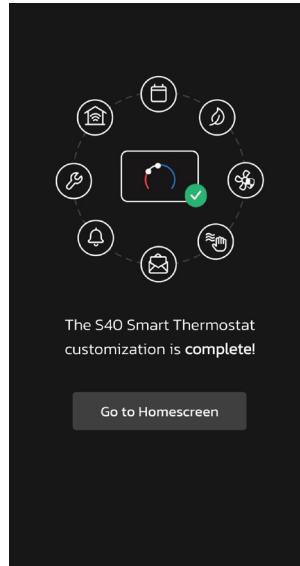 The S40 Smart Thermostat
customization is complete!
Go to Homescreen